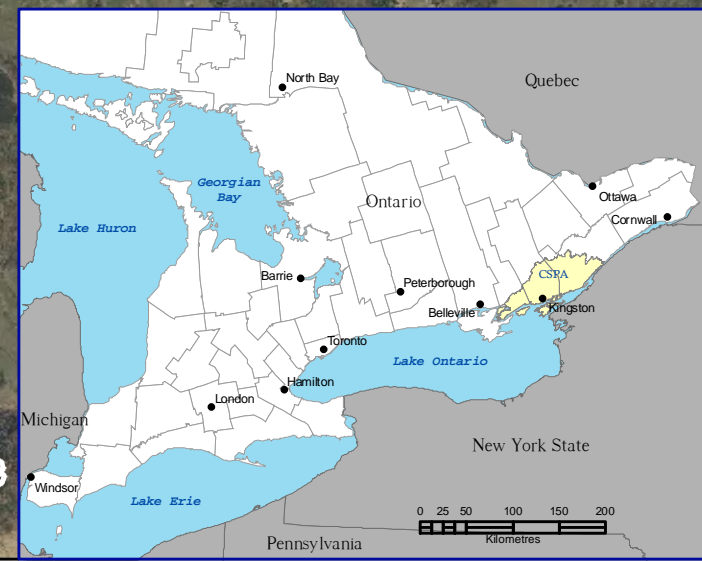 North Bay
Quebec
Georgian
Bay
Ontario
Ottawa
Cornwall
Lake Huron
Barrie
CSPA
Peterborough
Belleville
Kingston
Toronto
Lake Ontario
Hamilton
London
Michigan
New York State
Windsor
Lake Erie
0 25 50 100 150 200
Kilometres
Pennsylvania